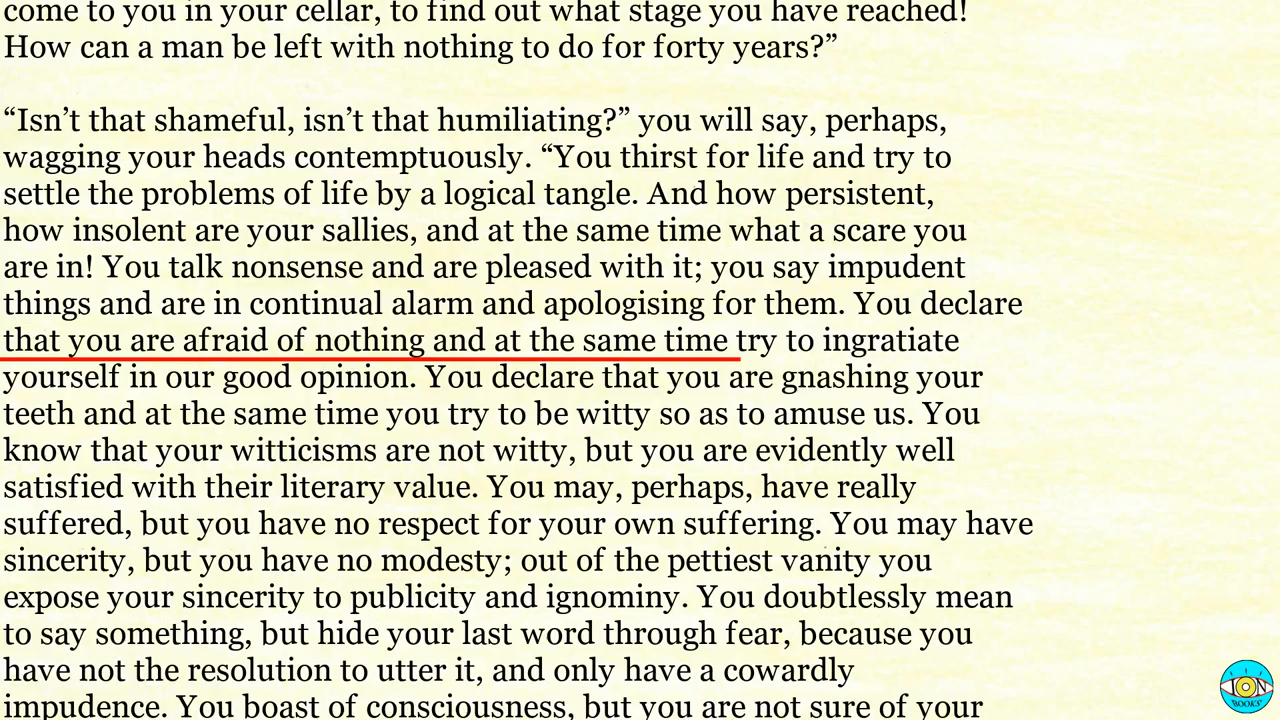 come to you in your cellar, to find out what stage you have reached!
How can a man be left with nothing to do for forty years?”
“Isn’t that shameful, isn’t that humiliating?” you will say, perhaps,
wagging your heads contemptuously. “You thirst for life and try to
settle the problems of life by a logical tangle. And how persistent,
how insolent are your sallies, and at the same time what a scare you
are in! You talk nonsense and are pleased with it; you say impudent
things and are in continual alarm and apologising for them. You declare
that you are afraid of nothing and at the same time try to ingratiate
yourself in our good opinion. You declare that you are gnashing your
teeth and at the same time you try to be witty so as to amuse us. You
know that your witticisms are not witty, but you are evidently well
satisfied with their literary value. You may, perhaps, have really
suffered, but you have no respect for your own suffering. You may have
sincerity, but you have no modesty; out of the pettiest vanity you
expose your sincerity to publicity and ignominy. You doubtlessly mean
to say something, but hide your last word through fear, because you
have not the resolution to utter it, and only have a cowardly
impudence. You boast of consciousness, but you are not sure of your
ION
BOOKS